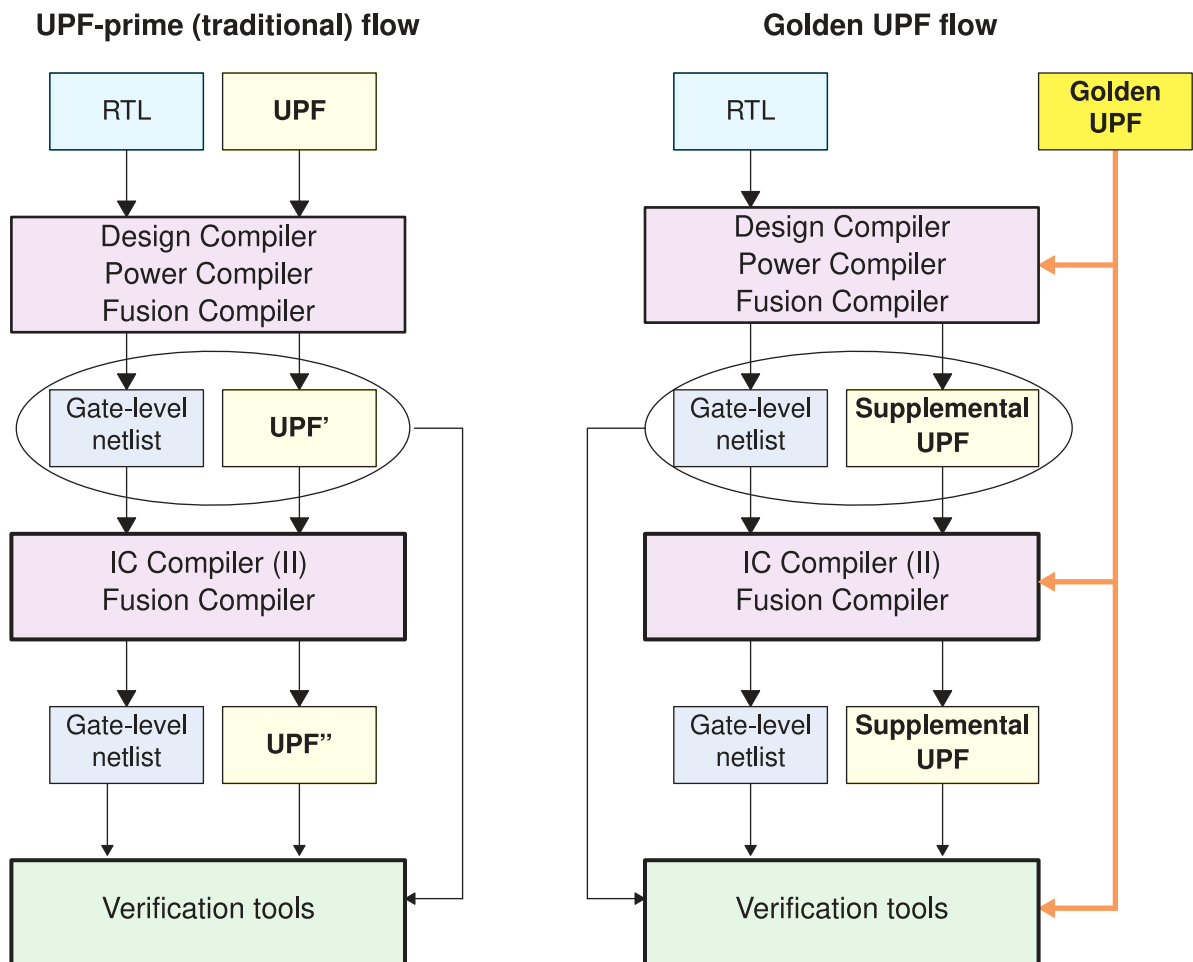 UPF-prime (traditional) flow
RTL
UPF
Design Compiler
Power Compiler
Fusion Compiler
Gate-level
netlist
UPF’
IC Compiler (II)
Fusion Compiler
Gate-level
netlist
UPF’’
Verification tools
Golden UPF flow
RTL
Golden
UPF
Design Compiler
Power Compiler
Fusion Compiler
Gate-level
netlist
Supplemental
UPF
IC Compiler (II)
Fusion Compiler
Gate-level
netlist
Supplemental
UPF
Verification tools